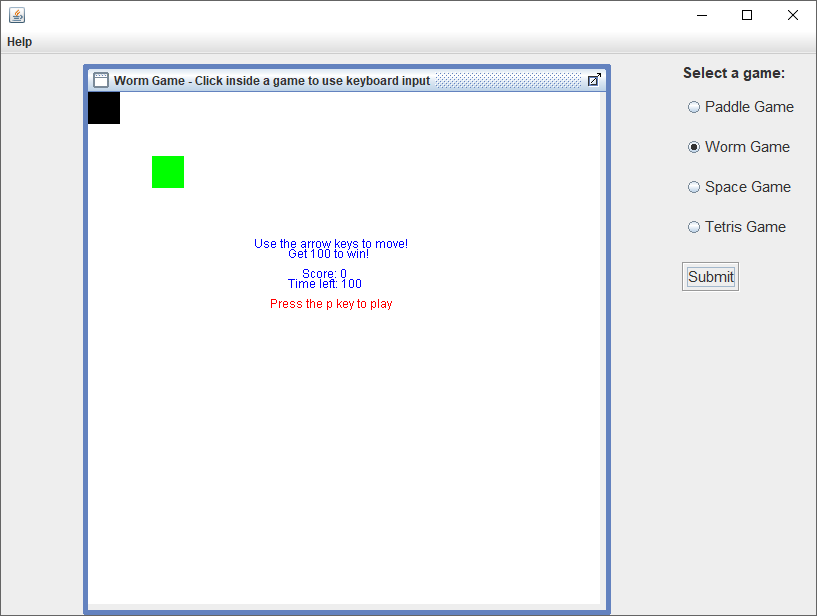 Help
Worm Game - Click inside a game to use keyboard input
Use the arrow keys to move!
Get 100 to win!
Score: 0
Time left: 100
Press the p key to play
Select a game:
Paddle Game
Worm Game
Space Game
Tetris Game
Submit